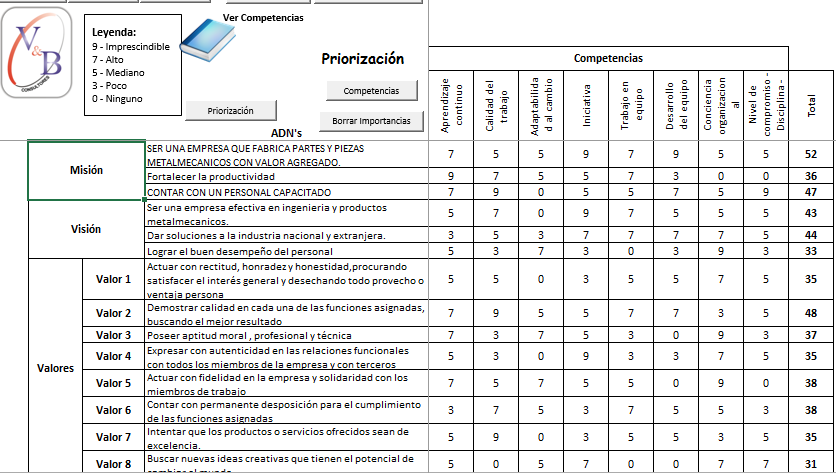 Ver Competencias
V&B
CONSULTORES
Leyenda:
9 - Imprescindible
7 - Alto
5 - Mediano
3 - Poco
0 - Ninguno
Priorización
Competencias
Priorización
Borrar Importancias
ADN's
Competencias
Aprendizaje
continuo
Calidad del
trabajo
Adaptabilida
d al cambio
Iniciativa
Trabajo en
equipo
Desarrollo
del equipo
Conciencia
organizacion
al
Nivel de
compromiso -
Disciplina -
Total
Misión
SER UNA EMPRESA QUE FABRICA PARTES Y PIEZAS
METALMECANICOS CON VALOR AGREGADO.
7 5 5 9 7 9 5 5 52
Fortalecer la productividad
9 7 5 5 7 3 0 0 36
CONTAR CON UN PERSONAL CAPACITADO
7 9 0 5 5 7 5 9 47
Visión
Ser una empresa efectiva en ingenieria y productos
metalmecanicos.
5 7 0 9 7 5 5 5 43
Dar soluciones a la industria nacional y extranjera.
3 5 3 7 7 7 7 5 44
Lograr el buen desempeño del personal
5 3 7 3 0 3 9 3 33
Valores
Valor 1
Actuar con rectitud, honradez y honestidad,procurando
satisfacer el interés general y desechando todo provecho o
ventaja persona
5 5 0 3 5 5 7 5 35
Valor 2
Demostrar calidad en cada una de las funciones asignadas,
buscando el mejor resultado
7 9 5 5 7 7 3 5 48
Valor 3
Poseer aptitud moral , profesional y técnica
7 3 7 5 3 0 9 3 37
Valor 4
Expresar con autenticidad en las relaciones funcionales
con todos los miembros de la empresa y con terceros
5 3 0 9 3 3 7 5 35
Valor 5
Actuar con fidelidad en la empresa y solidaridad con los
miembros de trabajo
7 5 7 5 5 0 9 0 38
Valor 6
Contar con permanente desposición para el cumplimiento
de las funciones asignadas
3 7 5 3 7 5 5 3 38
Valor 7
Intentar que los productos o servicios ofrecidos sean de
excelencia.
5 9 0 3 5 5 3 5 35
Valor 8
Buscar nuevas ideas creativas que tienen el potencial de
5 0 5 7 0 0 7 7 31